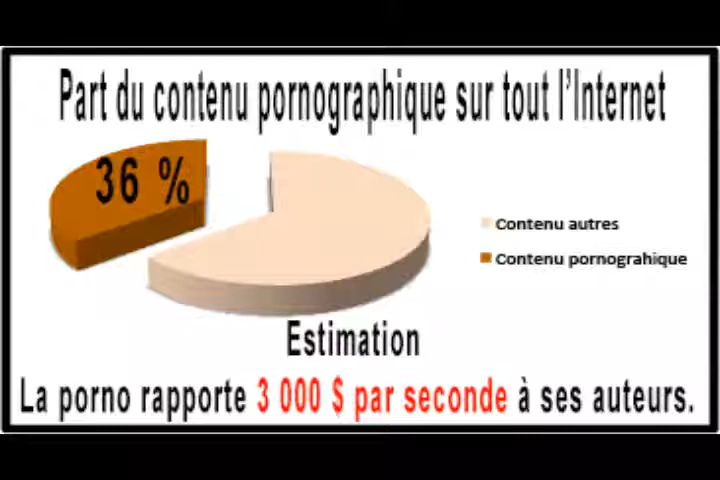 Part du contenu pornographique sur tout l'Internet
36 %
Contenu autres
Contenu pornograhique
Estimation
La porno rapporte 3 000 $ par seconde à ses auteurs.